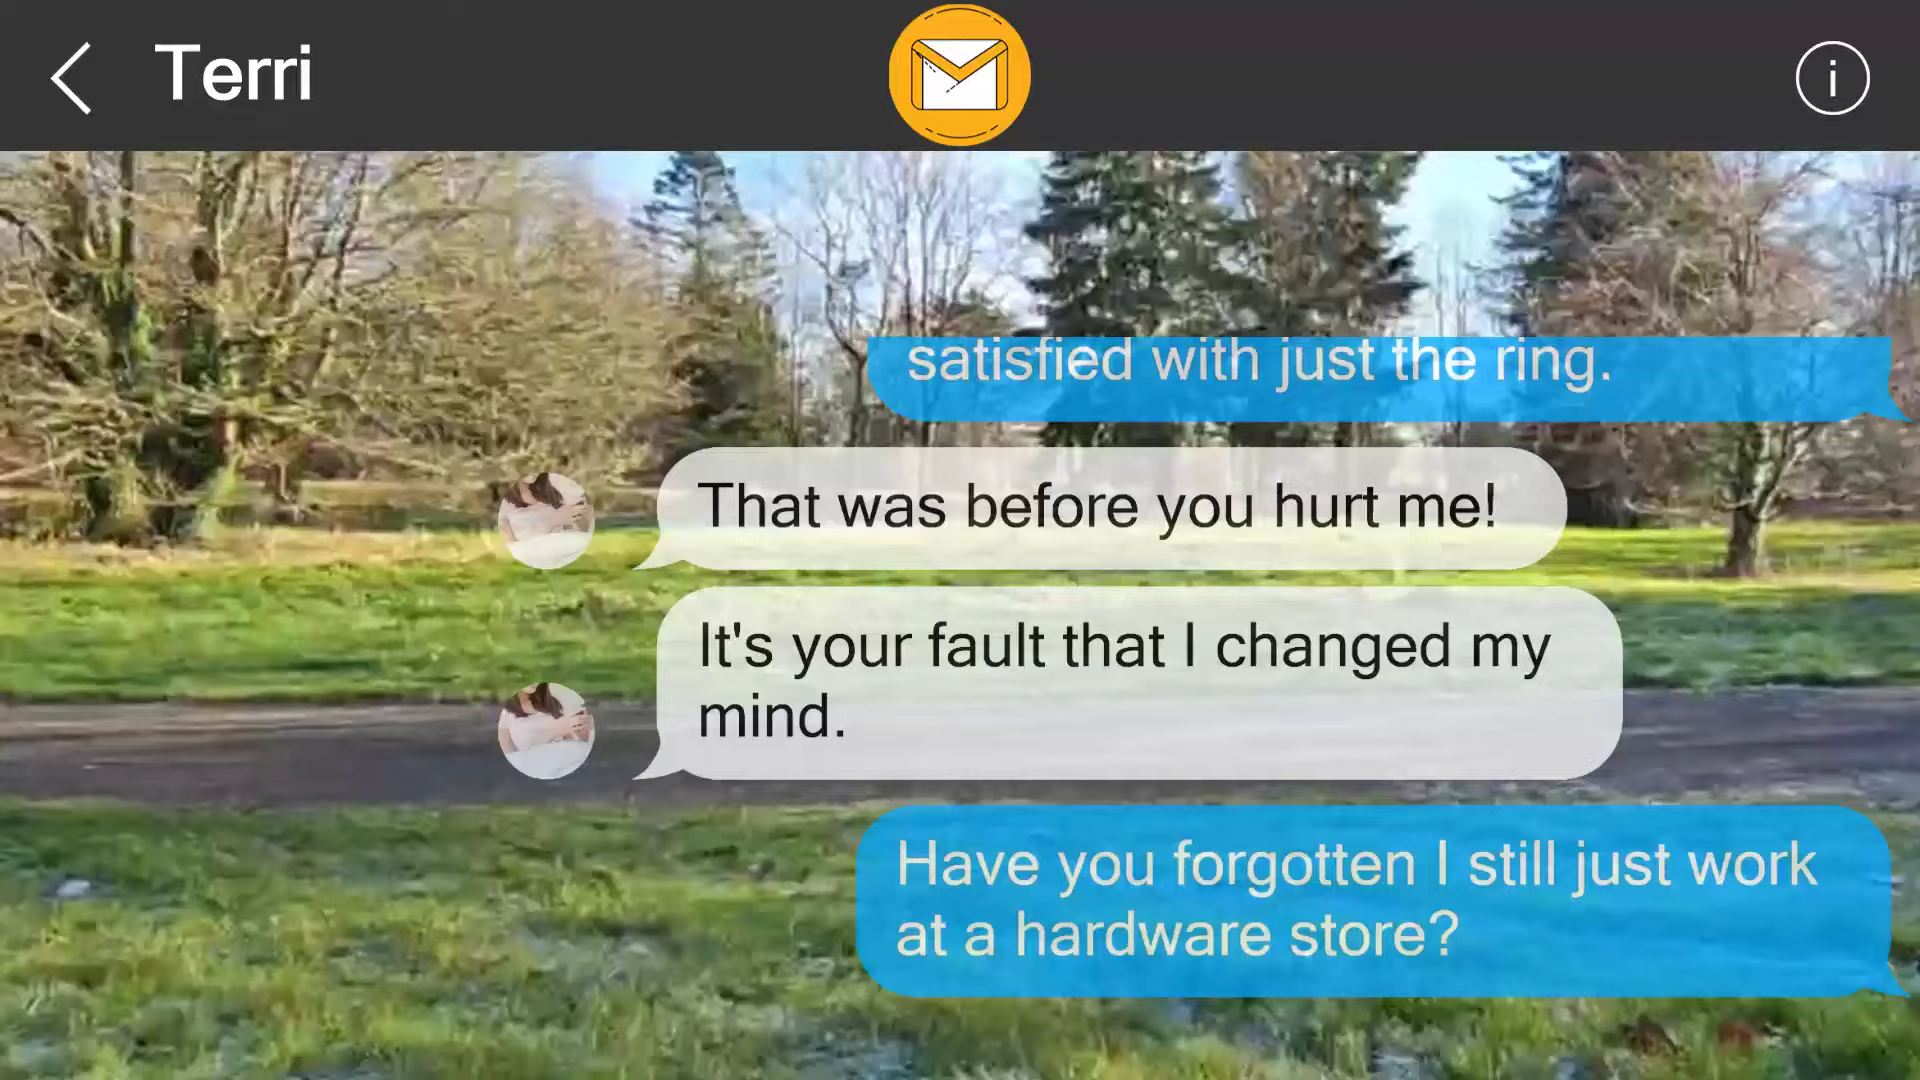 Terri
i
satisfied with just the ring.
That was before you hurt me!
It's your fault that I changed my
mind.
Have you forgotten I still just work
at a hardware store?